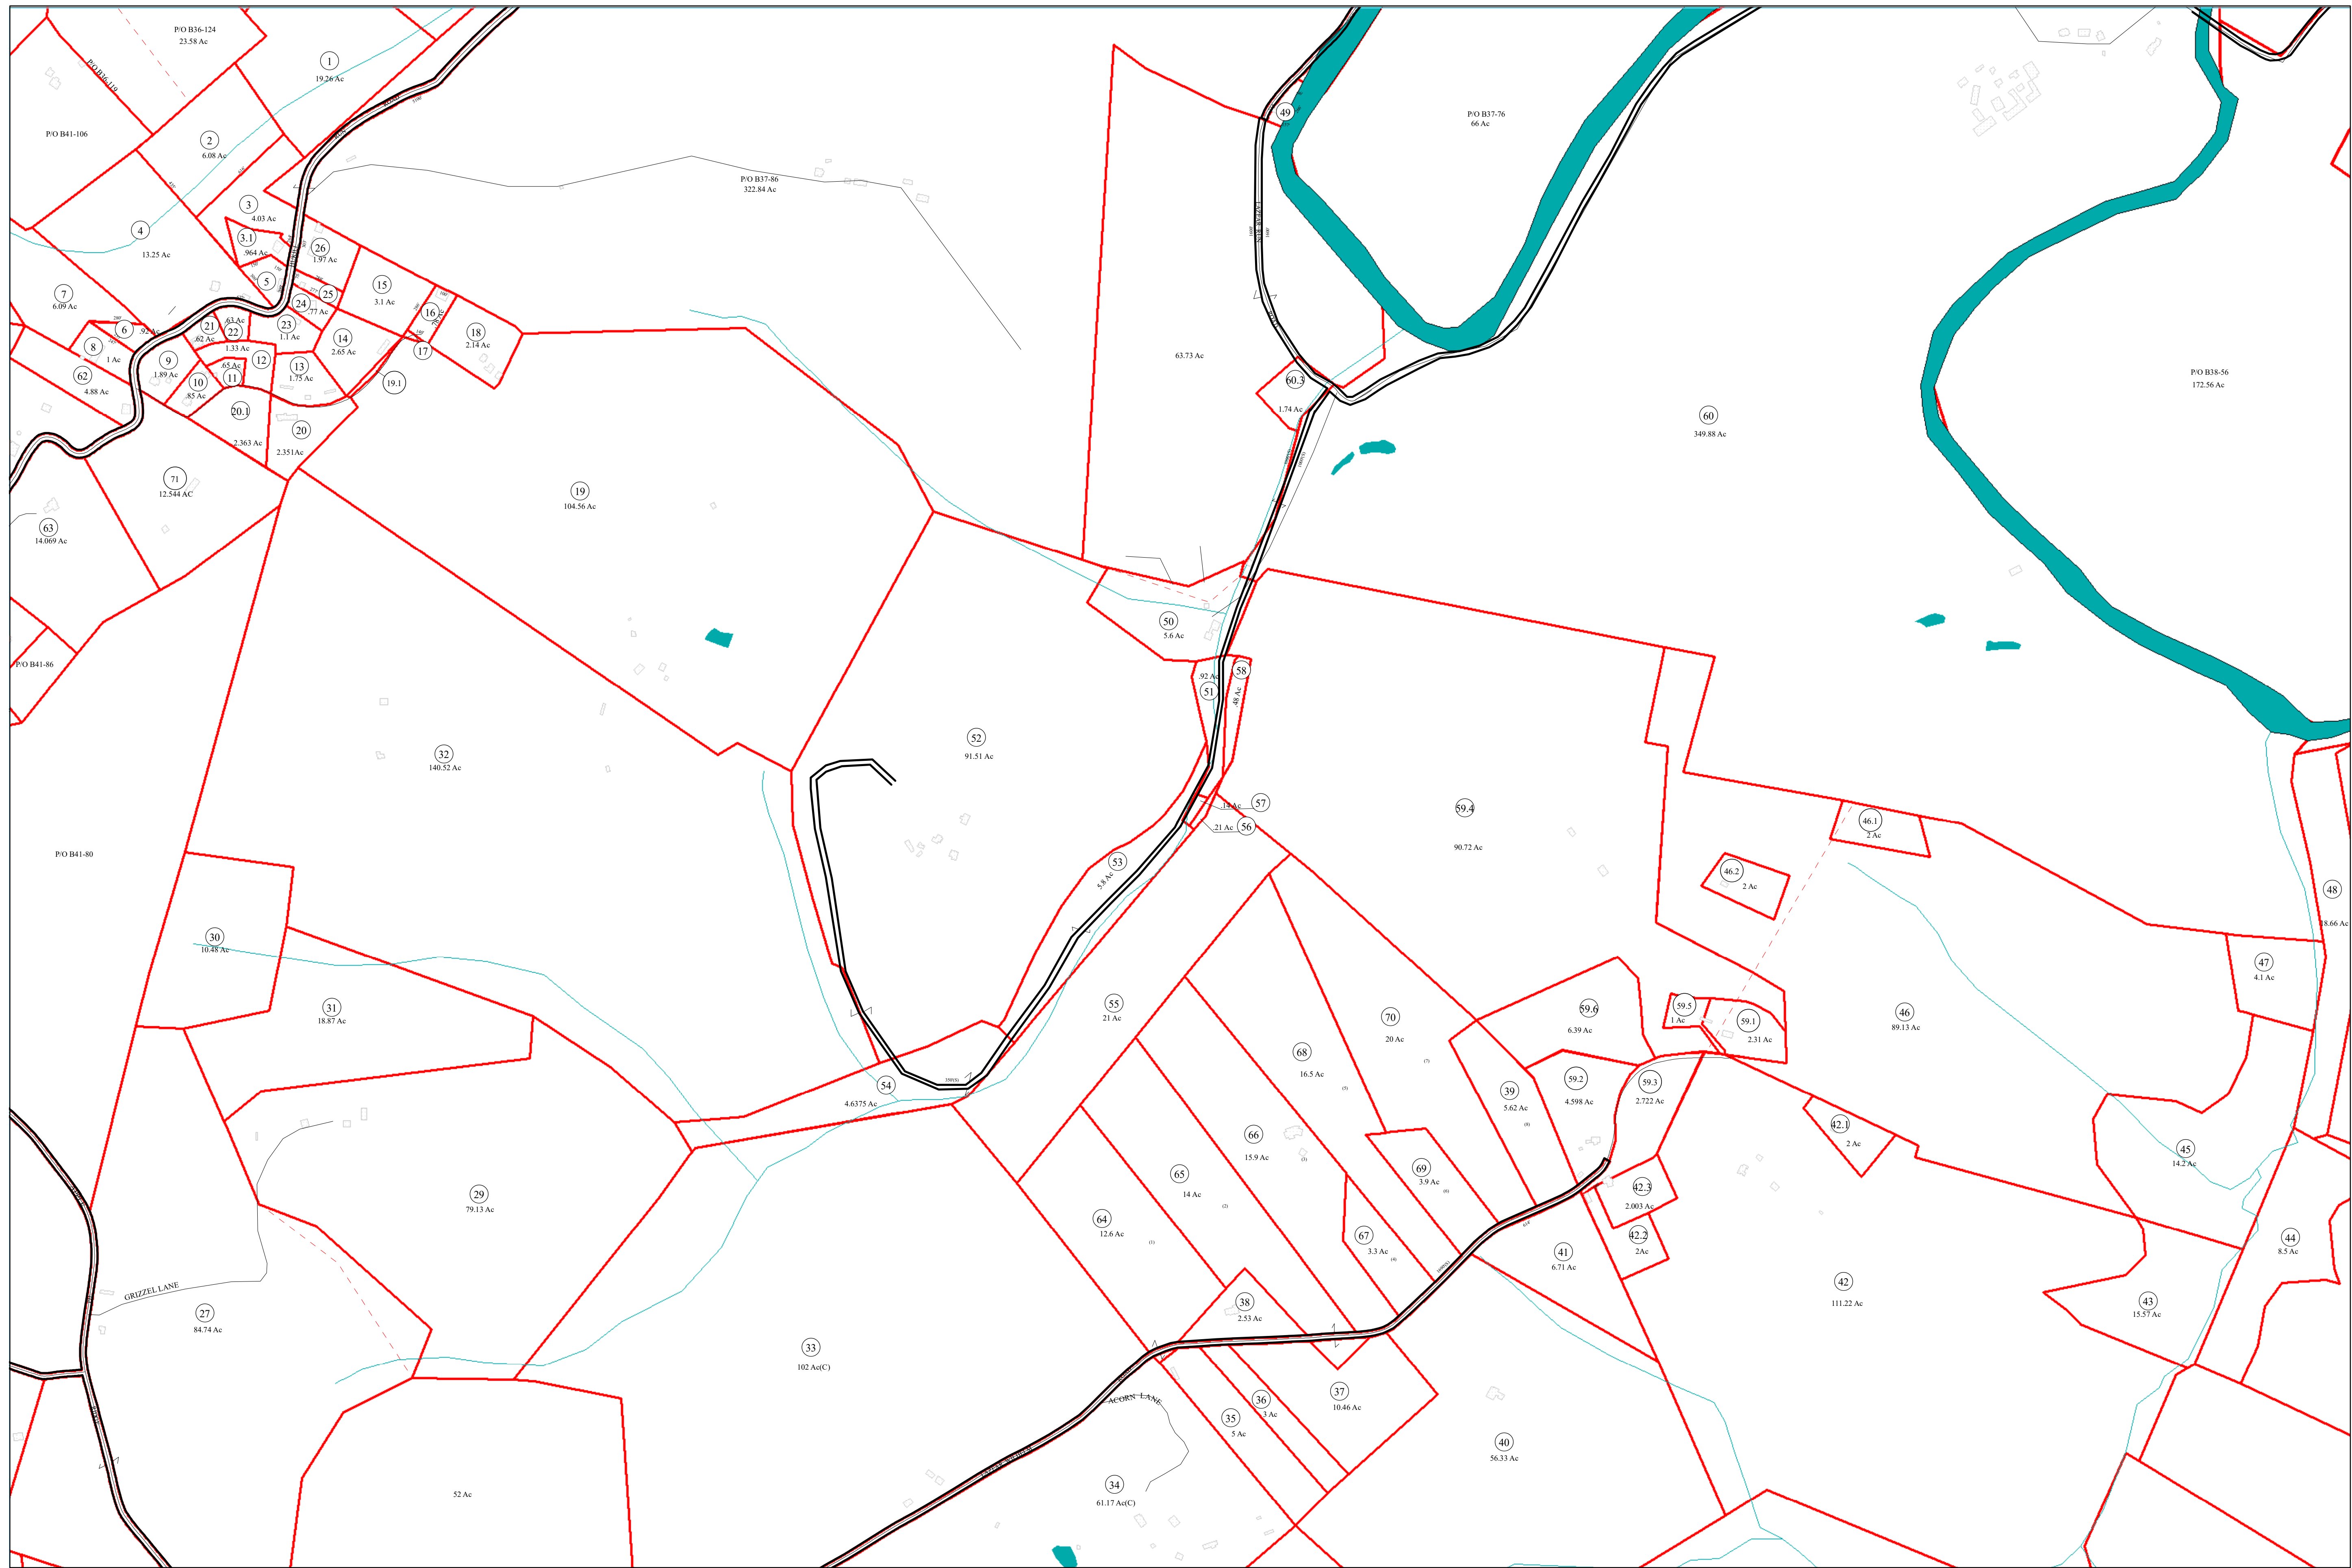 P/O B36-124
23.58 Ac
P/O B36-119
P/O B41-106
1
19.26 Ac
2
6.08 Ac
3
4.03 Ac
3.1
.964 Ac
4
13.25 Ac
5
26
1.97 Ac
25
24
.77 Ac
15
3.1 Ac
16
17
18
2.14 Ac
7
6.09 Ac
6
.92 Ac
8
1 Ac
62
4.88 Ac
9
1.89 Ac
21
.62 Ac
.63 Ac
22
1.33 Ac
23
1.1 Ac
14
2.65 Ac
12
.65 Ac
11
10
.85 Ac
13
1.75 Ac
19.1
20.1
2.363 Ac
20
2.351Ac
71
12.544 AC
63
14.069 Ac
P/O B41-86
P/O B41-80
P/O B37-86
322.84 Ac
49
P/O B37-76
66 Ac
63.73 Ac
60.3
1.74 Ac
60
349.88 Ac
P/O B38-56
172.56 Ac
19
104.56 Ac
50
5.6 Ac
.92 Ac
51
58
.48 Ac
32
140.52 Ac
52
91.51 Ac
.14 Ac
57
.21 Ac
56
59.4
90.72 Ac
46.1
2 Ac
46.2
2 Ac
53
5.8 Ac
48
8.66 Ac
30
10.48 Ac
31
18.87 Ac
55
21 Ac
70
20 Ac
(7)
59.6
6.39 Ac
59.5
1 Ac
59.1
2.31 Ac
46
89.13 Ac
47
4.1 Ac
54
4.6375 Ac
68
16.5 Ac
(5)
39
5.62 Ac
(8)
59.2
4.598 Ac
59.3
2.722 Ac
42.1
2 Ac
45
14.2 Ac
66
15.9 Ac
(3)
69
3.9 Ac
(6)
65
14 Ac
(2)
42.3
2.003 Ac
42.2
2Ac
29
79.13 Ac
64
12.6 Ac
(1)
67
3.3 Ac
(4)
41
6.71 Ac
44
8.5 Ac
GRIZZEL LANE
27
84.74 Ac
38
2.53 Ac
42
111.22 Ac
43
15.57 Ac
33
102 Ac(C)
ACORN LANE
37
10.46 Ac
36
3 Ac
35
5 Ac
40
56.33 Ac
34
61.17 Ac(C)
52 Ac